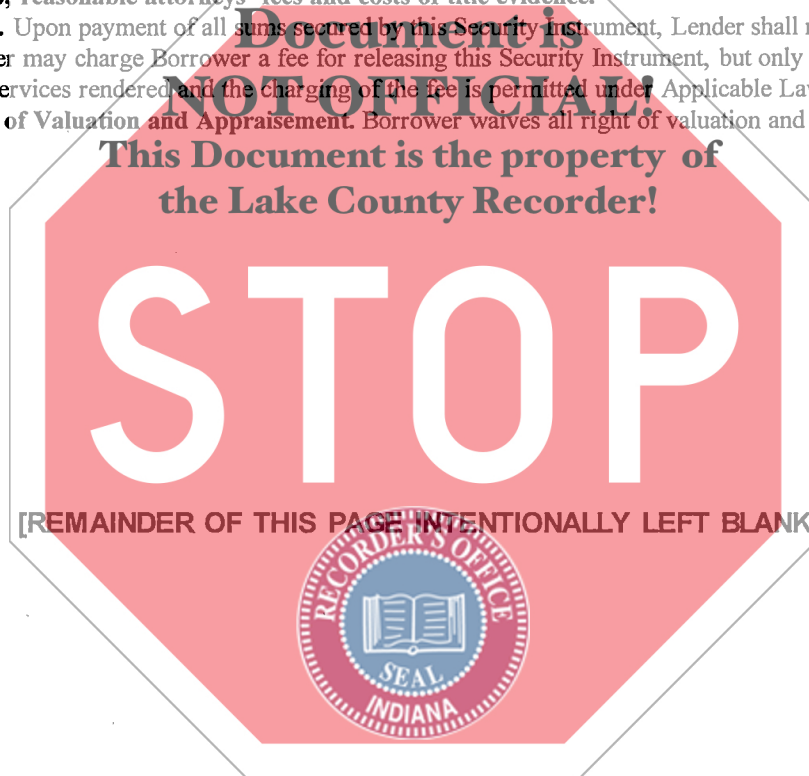 reasonable attorneys' fees and costs of title evidence.
. Upon payment of all sums secured by this Security Instrument, Lender shall
er may charge Borrower a fee for releasing this Security Instrument, but only
ervices rendered and the charging of the fee is permitted under Applicable La
of Valuation and Appraisement. Borrower waives all right of valuation and
Document is
NOT OFFICIAL!
This Document is the property of
the Lake County Recorder!
STOP
[REMAINDER OF THIS PAGE INTENTIONALLY LEFT BLANK
RECORDER'S OFFICE
SEAL
INDIANA